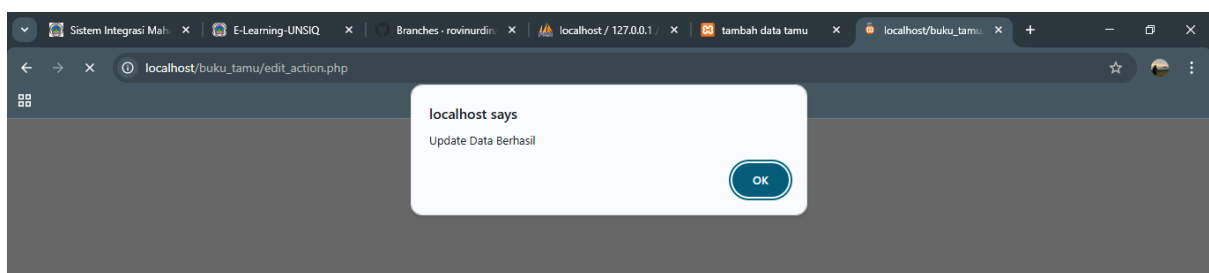 Sistem Integrasi Mah
E-Learning-UNSIQ
Branches · rovinurdin
localhost / 127.0.0.1 /
tambah data tamu
localhost/buku_tamu
localhost/buku_tamu/edit_action.php
localhost says
Update Data Berhasil
OK